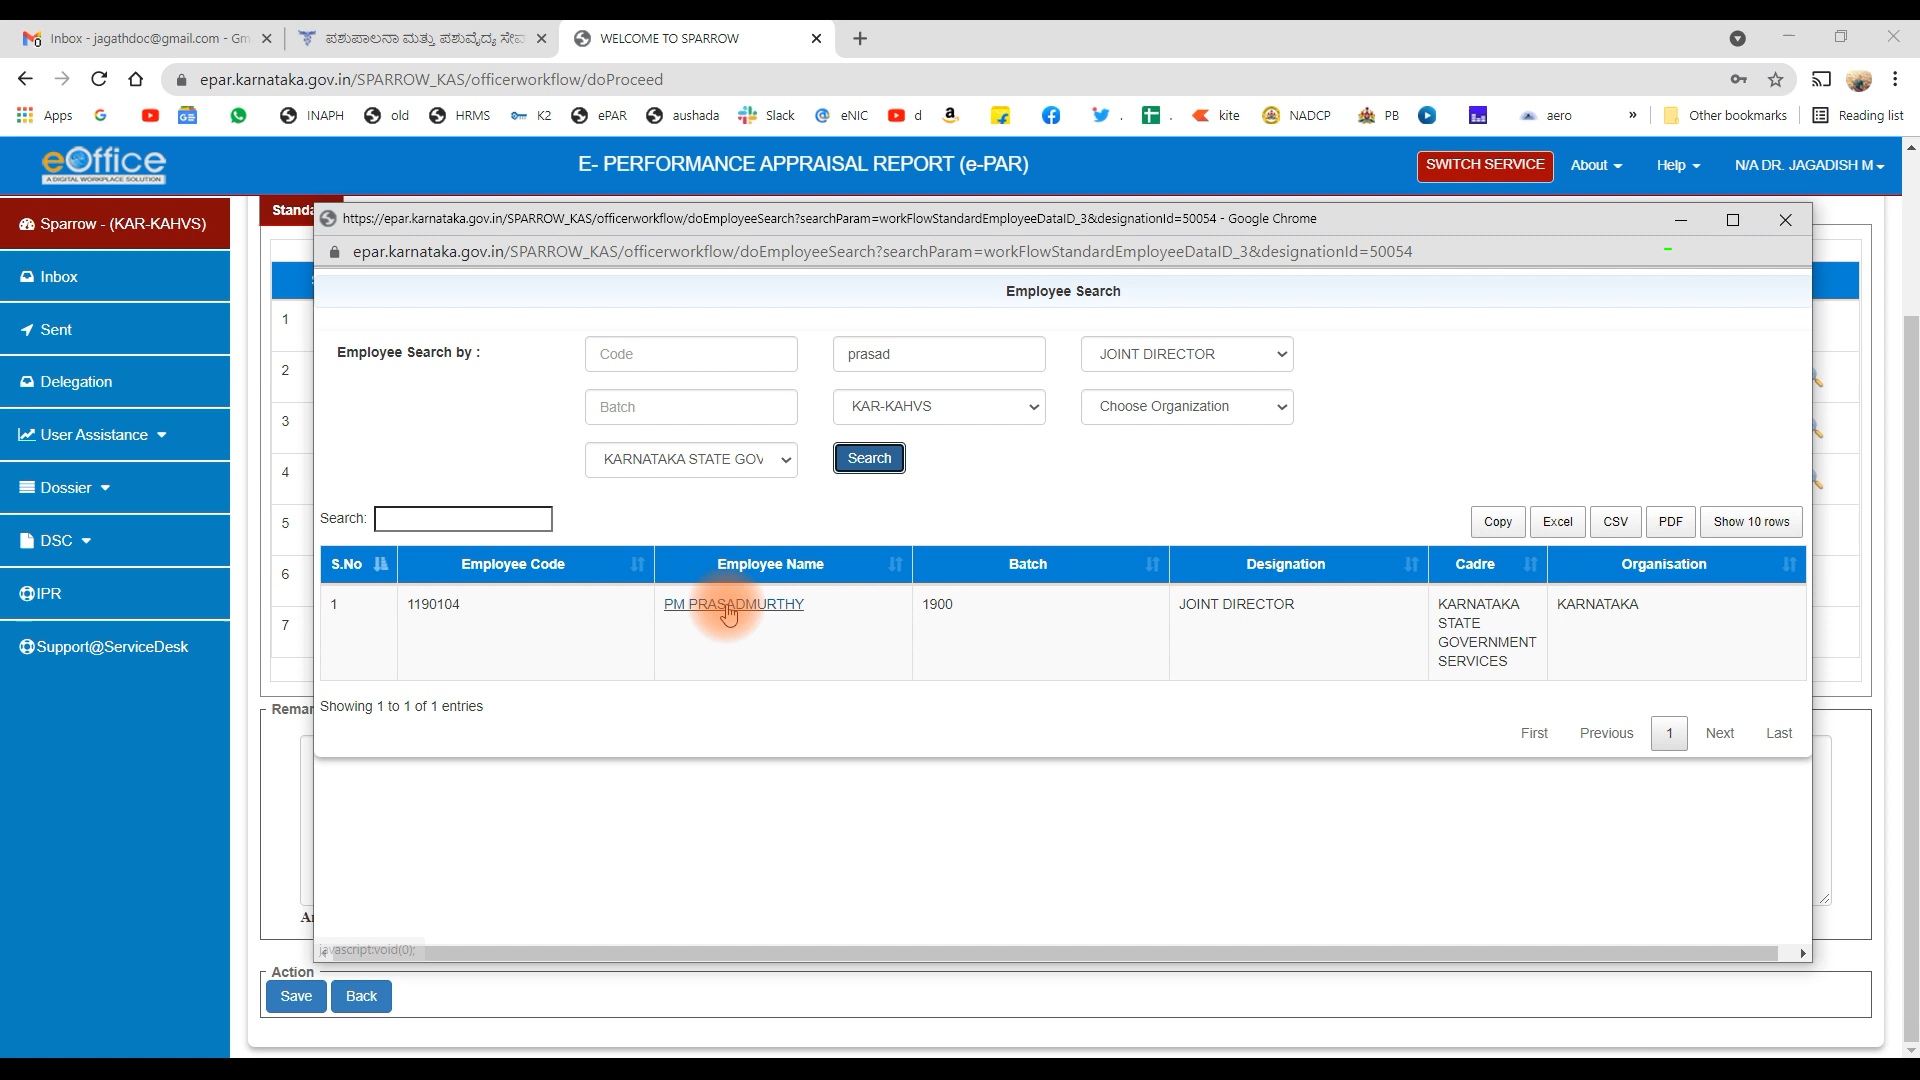 Inbox - jagathdoc@gmail.com - Gm
ಪಶುಪಾಲನಾ ಮತ್ತು ಪಶುವೈದ್ಯ ಸೇವ
WELCOME TO SPARROW
epar.karnataka.gov.in/SPARROW_KAS/officerworkflow/doProceed
Apps INAPH old HRMS K2 ePAR aushada Slack eNIC d kite NADCP PB aero » Other bookmarks Reading list
eOffice
A DIGITAL WORKPLACE SOLUTION
E- PERFORMANCE APPRAISAL REPORT (e-PAR)
SWITCH SERVICE About Help N/A DR. JAGADISH M
Sparrow - (KAR-KAHVS)
Inbox
Sent
Delegation
User Assistance
Dossier
DSC
IPR
Support@ServiceDesk
Standa
https://epar.karnataka.gov.in/SPARROW_KAS/officerworkflow/doEmployeeSearch?searchParam=workFlowStandardEmployeeDataID_3&designationId=50054 - Google Chrome
epar.karnataka.gov.in/SPARROW_KAS/officerworkflow/doEmployeeSearch?searchParam=workFlowStandardEmployeeDataID_3&designationId=50054
1
2
3
4
5
6
7
Employee Search
Employee Search by : Code prasad JOINT DIRECTOR
Batch KAR-KAHVS Choose Organization
KARNATAKA STATE GOV Search
Search: Copy Excel CSV PDF Show 10 rows
S.No Employee Code Employee Name Batch Designation Cadre Organisation
1 1190104 PM PRASADMURTHY 1900 JOINT DIRECTOR KARNATAKA KARNATAKA
STATE
GOVERNMENT
SERVICES
Showing 1 to 1 of 1 entries
First Previous 1 Next Last
Remar
javascript:void(0);
Action
Save Back